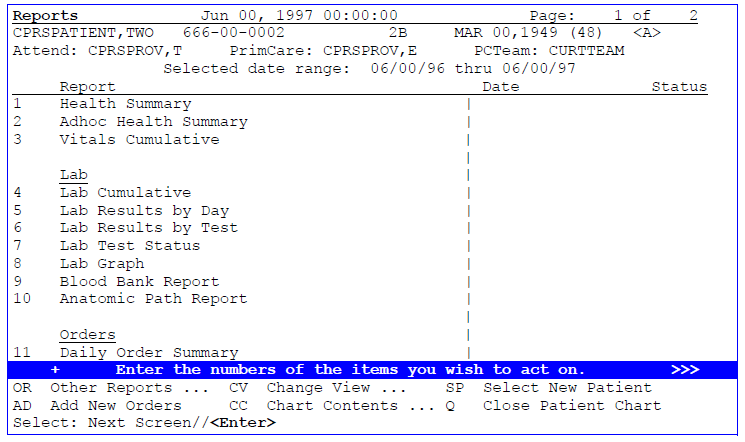 Reports Jun 00, 1997 00:00:00 Page: 1 of 2
CPRSPATIENT,TWO 666-00-0002 2B MAR 00,1949 (48) <A>
Attend: CPRSPROV,T PrimCare: CPRSPROV,E PCTeam: CURTTEAM
Selected date range: 06/00/96 thru 06/00/97
Report Date Status
1 Health Summary |
2 Adhoc Health Summary |
3 Vitals Cumulative |
|
Lab |
4 Lab Cumulative |
5 Lab Results by Day |
6 Lab Results by Test |
7 Lab Test Status |
8 Lab Graph |
9 Blood Bank Report |
10 Anatomic Path Report |
|
Orders |
11 Daily Order Summary |
+ Enter the numbers of the items you wish to act on. >>>
OR Other Reports ... CV Change View ... SP Select New Patient
AD Add New Orders CC Chart Contents ... Q Close Patient Chart
Select: Next Screen//<Enter>